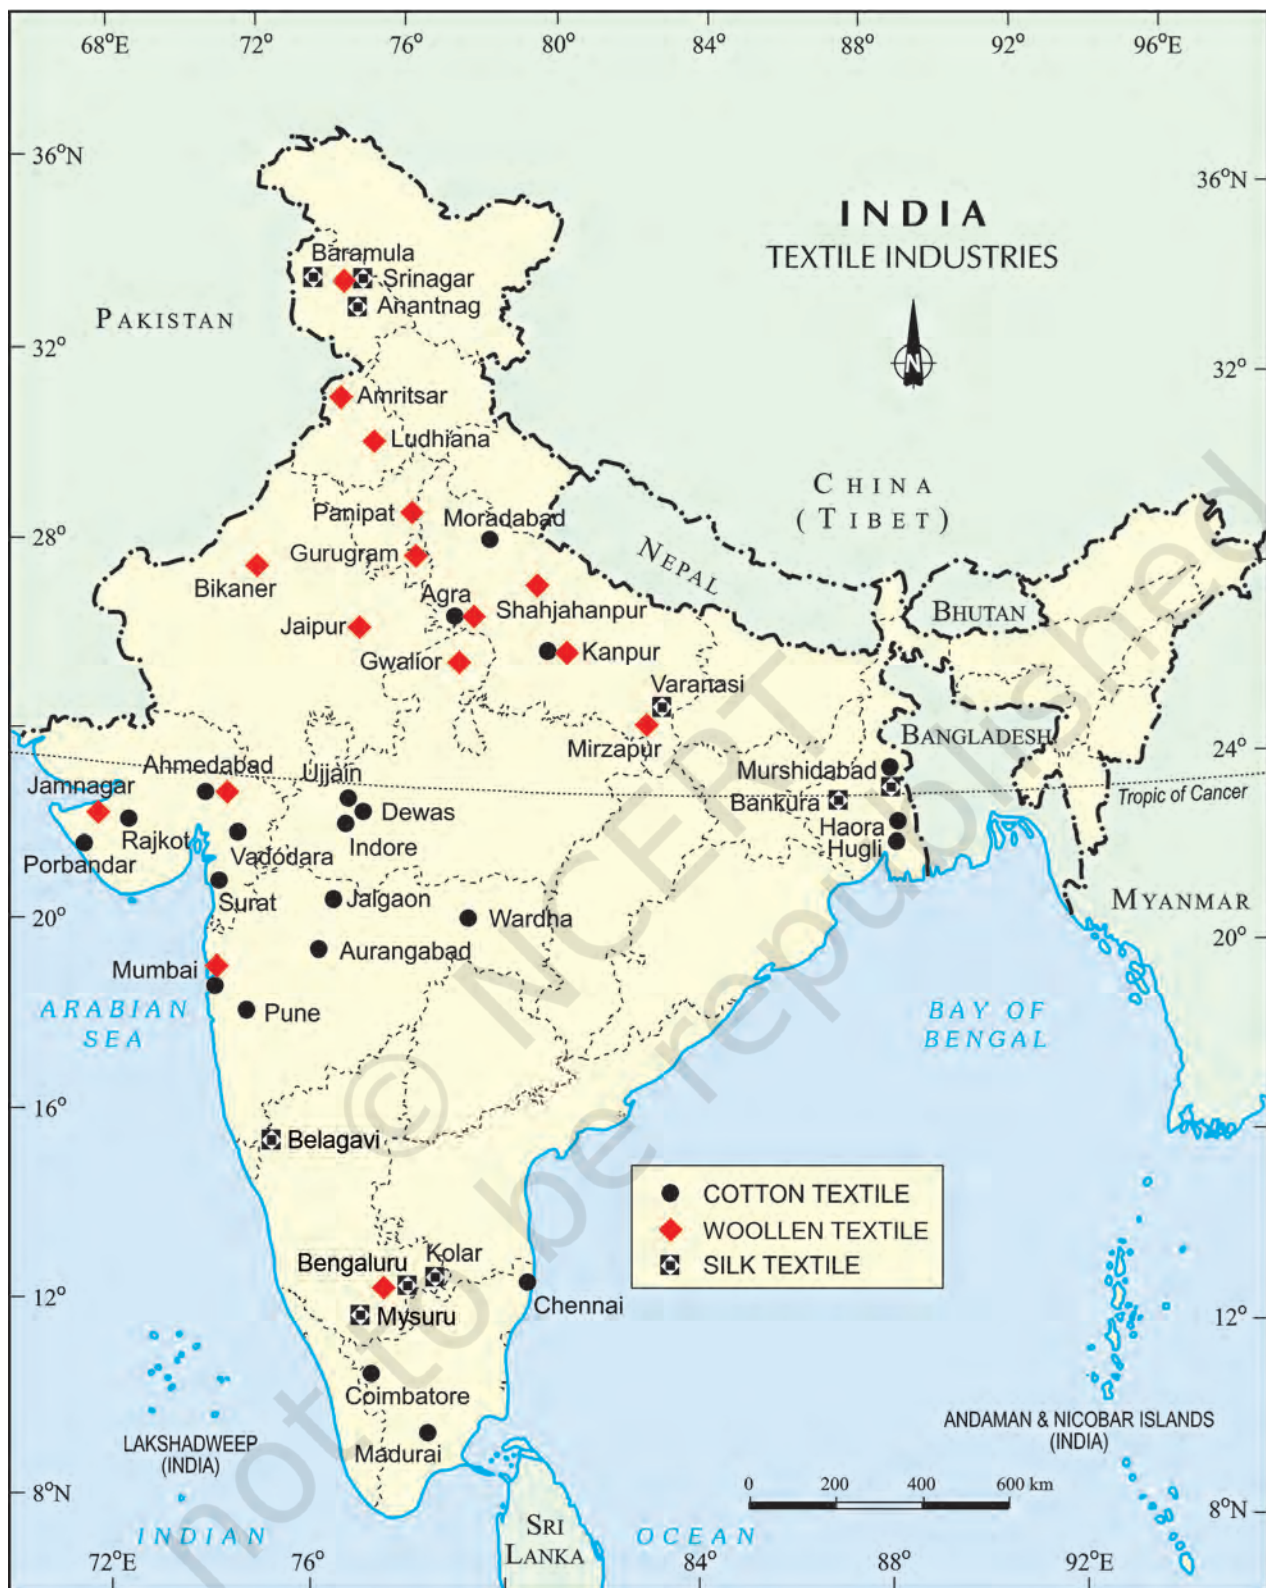 68°E 72° 76° 80° 84° 88° 92° 96°E
36°N
36°N
INDIA
TEXTILE INDUSTRIES
N
Baramula
Srinagar
Anantnag
PAKISTAN
32°
32°
Amritsar
Ludhiana
CHINA
(TIBET)
Panipat
Moradabad
28°
Gurugram
NEPAL
Bikaner
Agra
Shahjahanpur
BHUTAN
Jaipur
Gwalior
Kanpur
Varanasi
Mirzapur
BANGLADESH
24°
Ahmedabad
Ujjain
Murshidabad
Jamnagar
Dewas
Bankura
Tropic of Cancer
Rajkot
Indore
Haora
Porbandar
Vadodara
Hugli
Surat
Jalgaon
MYANMAR
20°
Wardha
20°
Aurangabad
Mumbai
ARABIAN
SEA
Pune
BAY OF
BENGAL
16°
Belagavi
COTTON TEXTILE
WOOLLEN TEXTILE
SILK TEXTILE
Kolar
Bengaluru
12°
Chennai
12°
Mysuru
Coimbatore
Madurai
LAKSHADWEEP
(INDIA)
ANDAMAN & NICOBAR ISLANDS
(INDIA)
0 200 400 600 km
8°N
8°N
INDIAN OCEAN
SRI
LANKA
72°E 76° 84° 88° 92°E
© NCERT
not to be republished